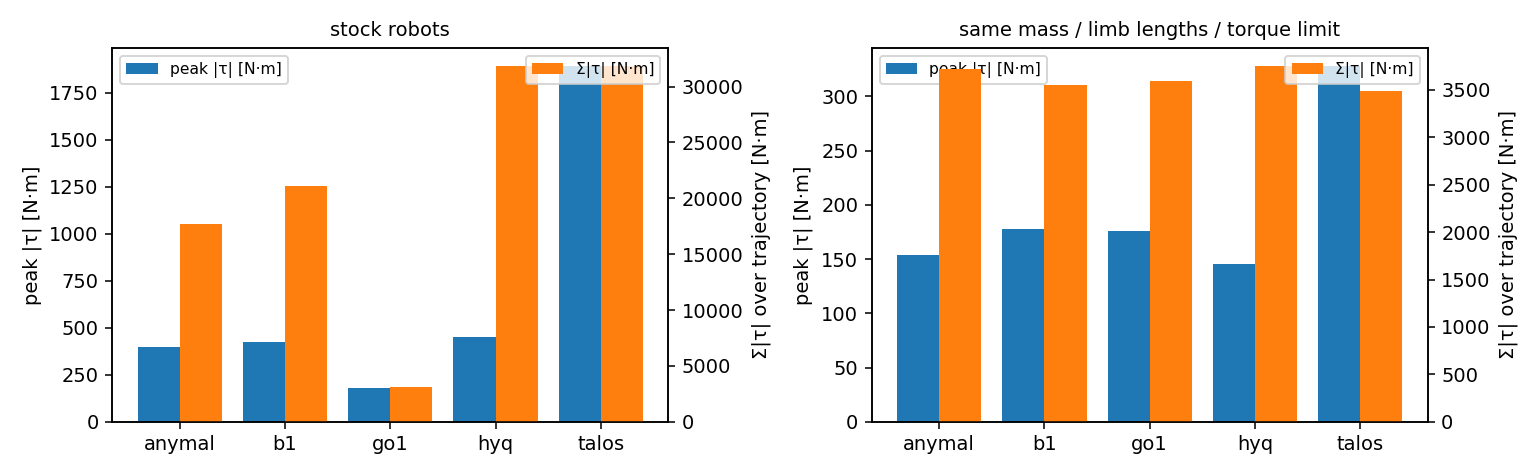 stock robots
peak |τ| [N·m]
Σ|τ| [N·m]
peak |τ| [N·m]
1750
1500
1250
1000
750
500
250
0
30000
25000
20000
15000
10000
5000
0
Σ|τ| over trajectory [N·m]
anymal b1 go1 hyq talos
same mass / limb lengths / torque limit
peak |τ| [N·m]
Σ|τ| [N·m]
peak |τ| [N·m]
300
250
200
150
100
50
0
3500
3000
2500
2000
1500
1000
500
0
Σ|τ| over trajectory [N·m]
anymal b1 go1 hyq talos